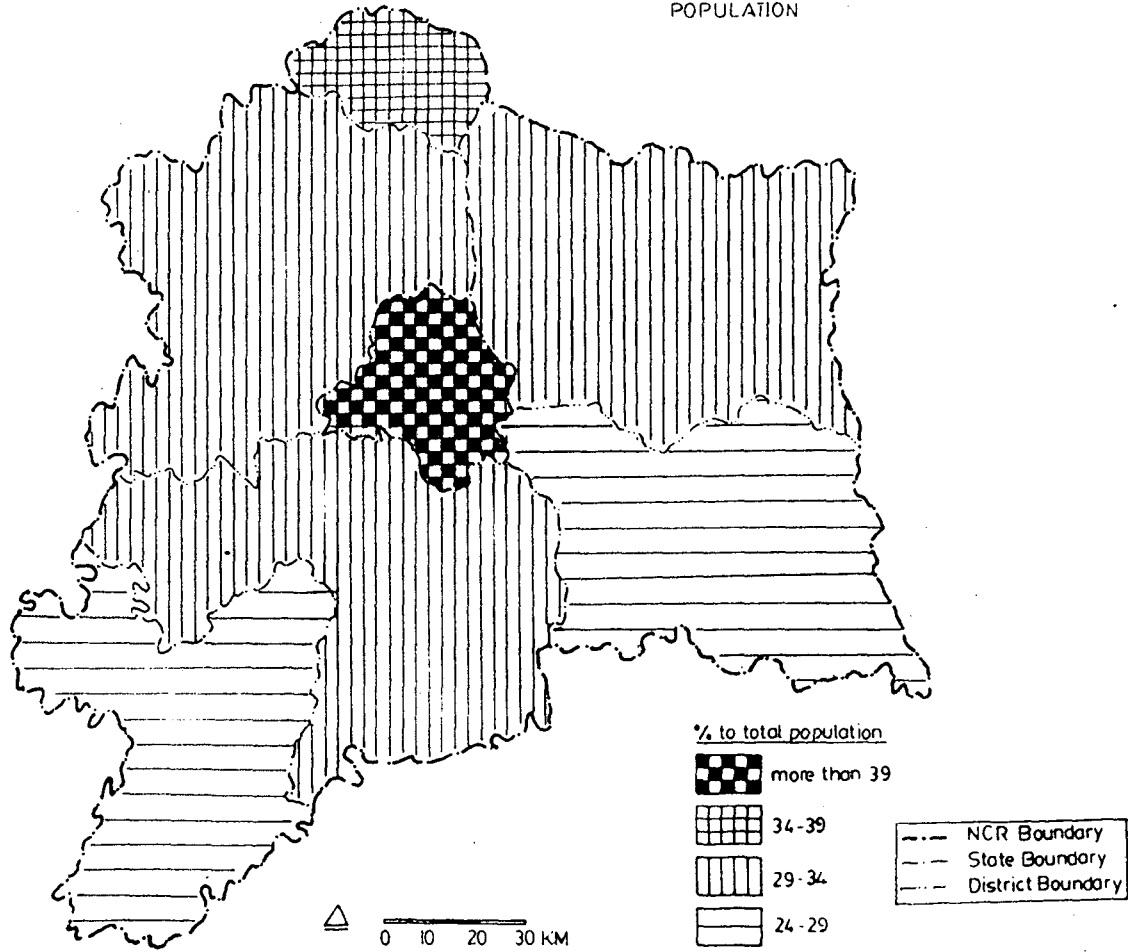 POPULATION
% to total population
more than 39
34-39
29-34
24-29
NCR Boundary
State Boundary
District Boundary
0 10 20 30 KM